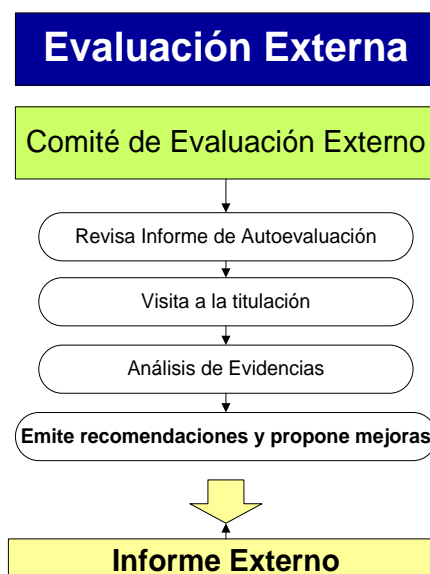 Evaluación Externa
Comité de Evaluación Externo
Revisa Informe de Autoevaluación
Visita a la titulación
Análisis de Evidencias
Emite recomendaciones y propone mejoras
Informe Externo